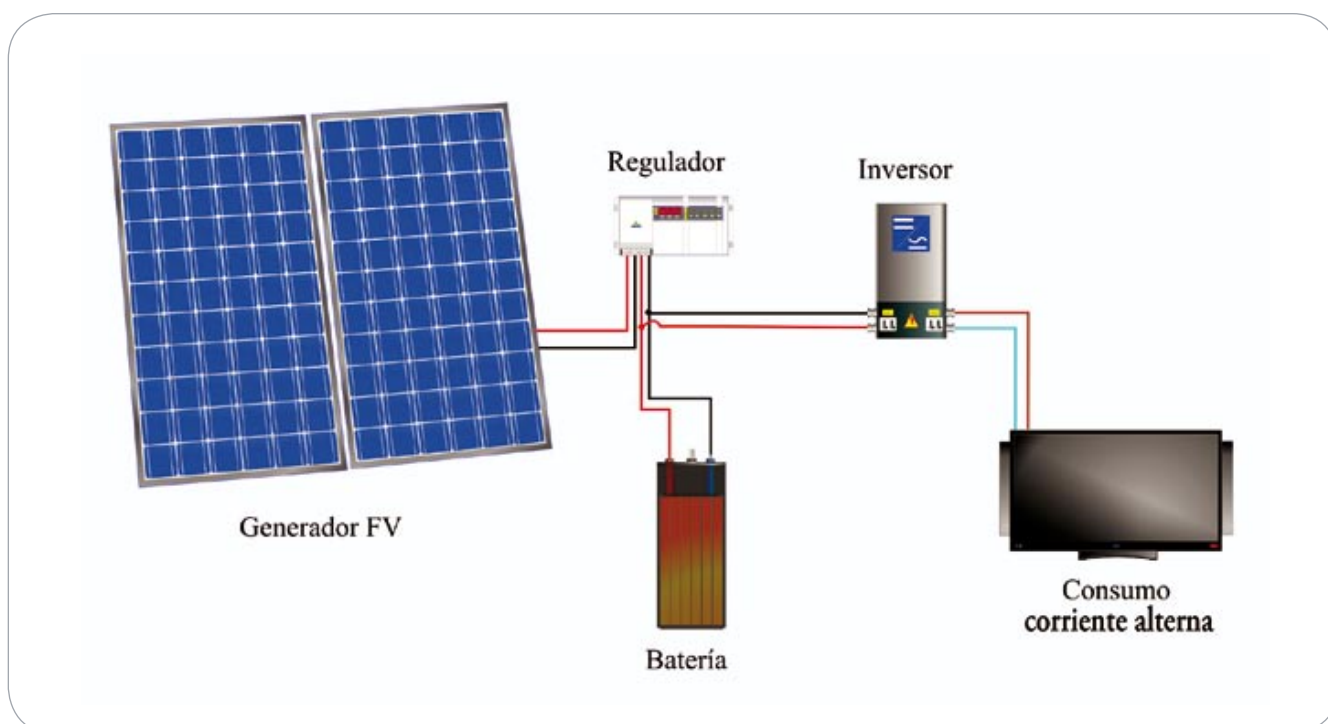 Regulador
Inversor
Generador FV
Batería
Consumo
corriente alterna